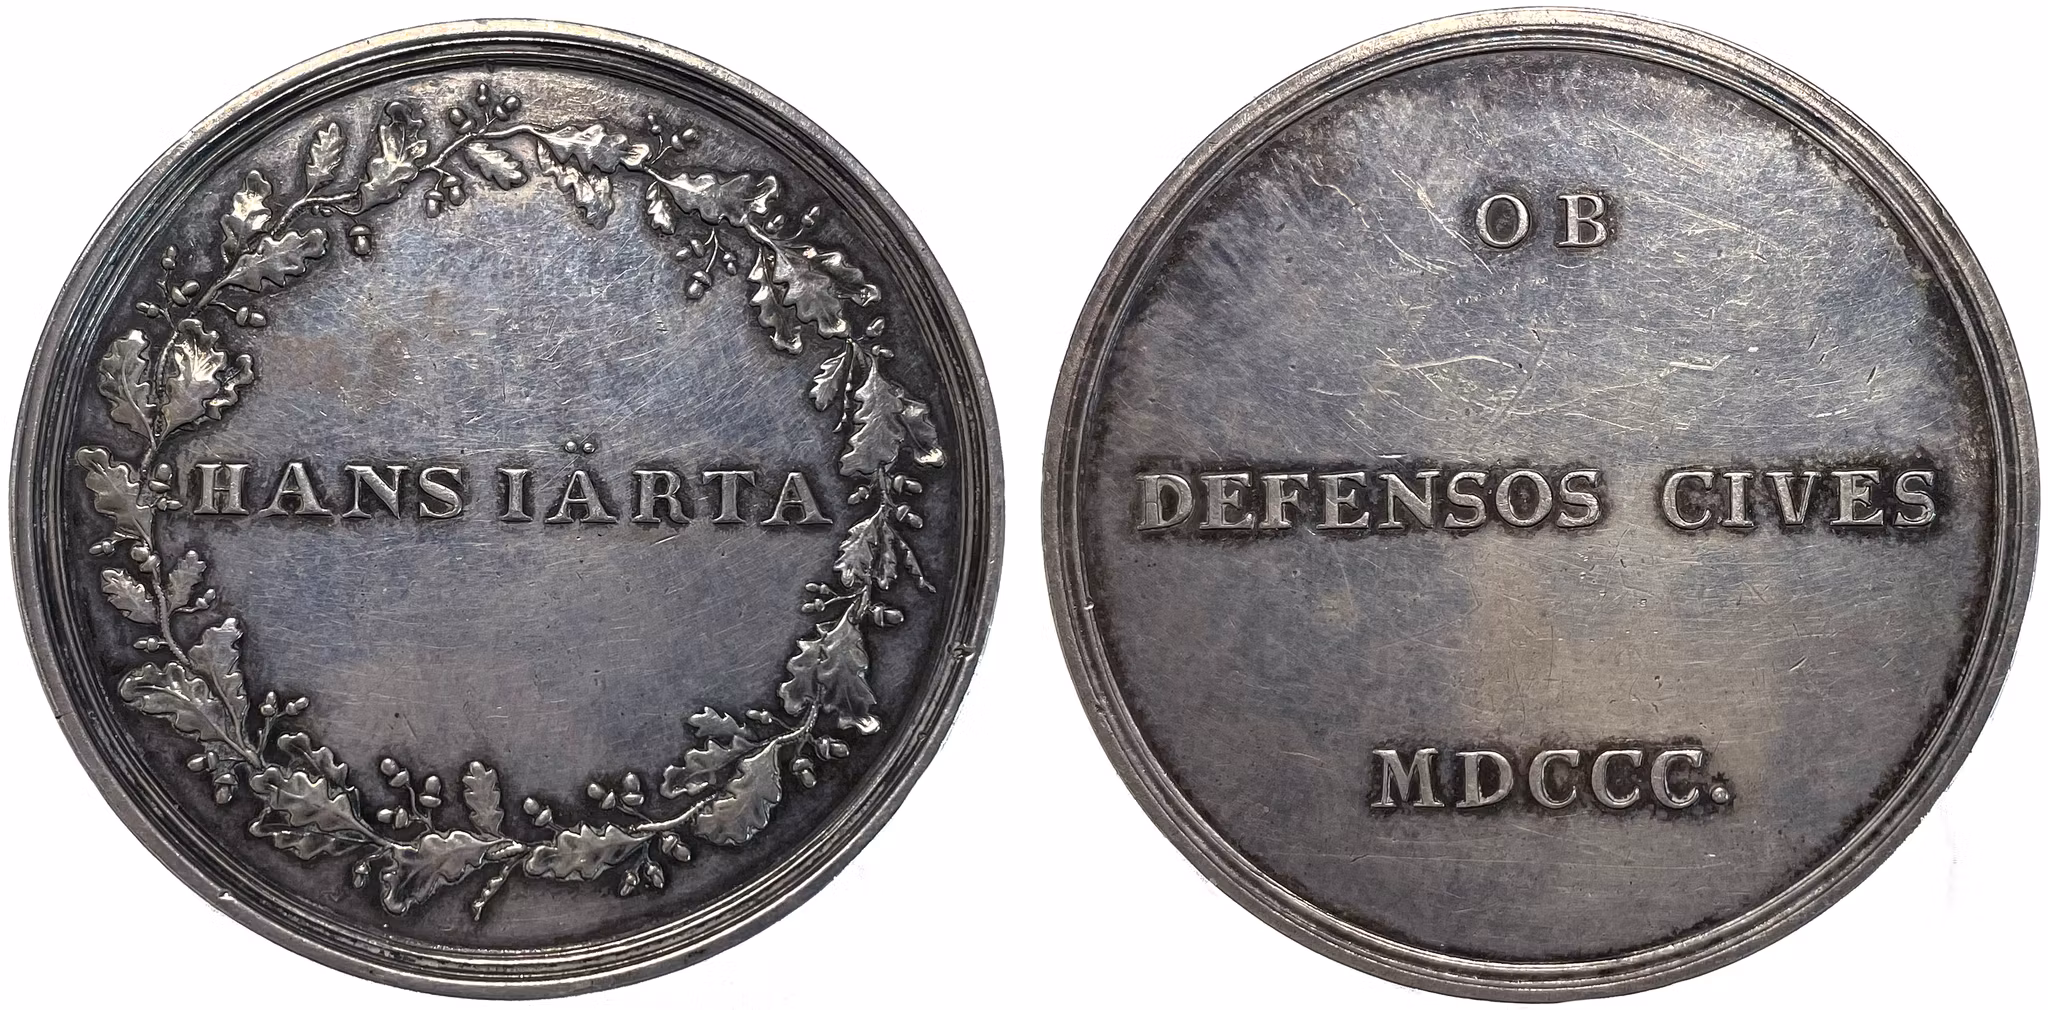 HANS IÄRTA
OB
DEFENSOS CIVES
MDCCC.